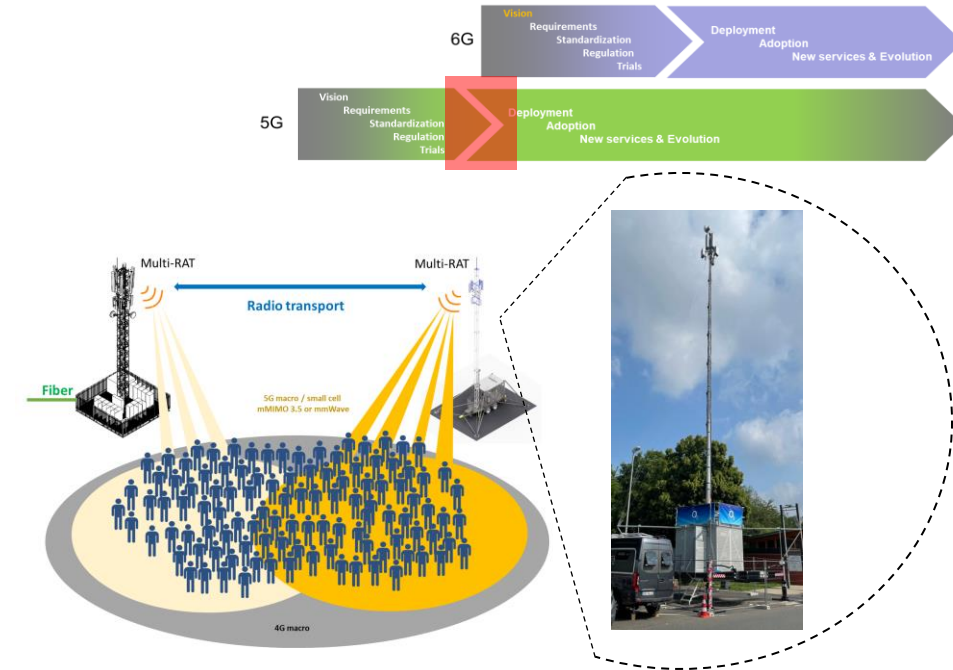 6G
Vision
Requirements
Standardization
Regulation
Trials
Deployment
Adoption
New services & Evolution
5G
Vision
Requirements
Standardization
Regulation
Trials
Deployment
Adoption
New services & Evolution
Multi-RAT
Multi-RAT
Radio transport
Fiber
5G macro / small cell
mMIMO 3.5 or mmWave
4G macro